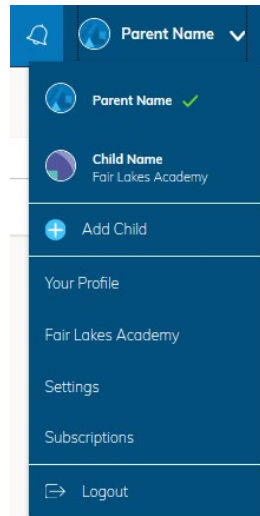 Parent Name
Parent Name
Child Name
Fair Lakes Academy
Add Child
Your Profile
Fair Lakes Academy
Settings
Subscriptions
Logout